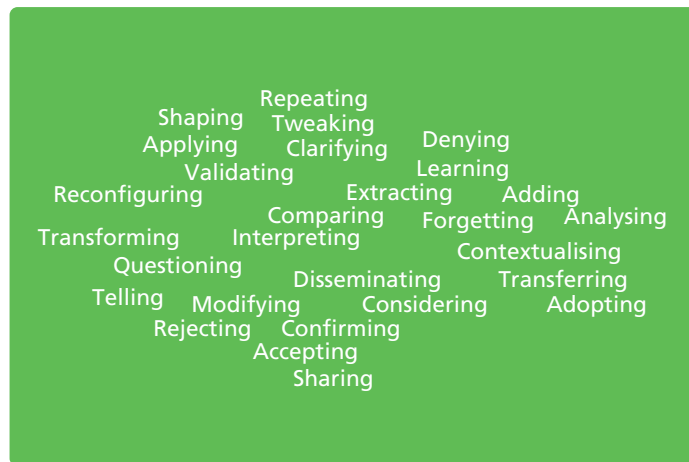 Repeating
Shaping Tweaking
Applying Clarifying Denying
Validating Learning
Reconfiguring Extracting Adding
Comparing Forgetting Analysing
Transforming Interpreting
Contextualising
Questioning
Disseminating Transferring
Telling Modifying Considering Adopting
Rejecting Confirming
Accepting
Sharing